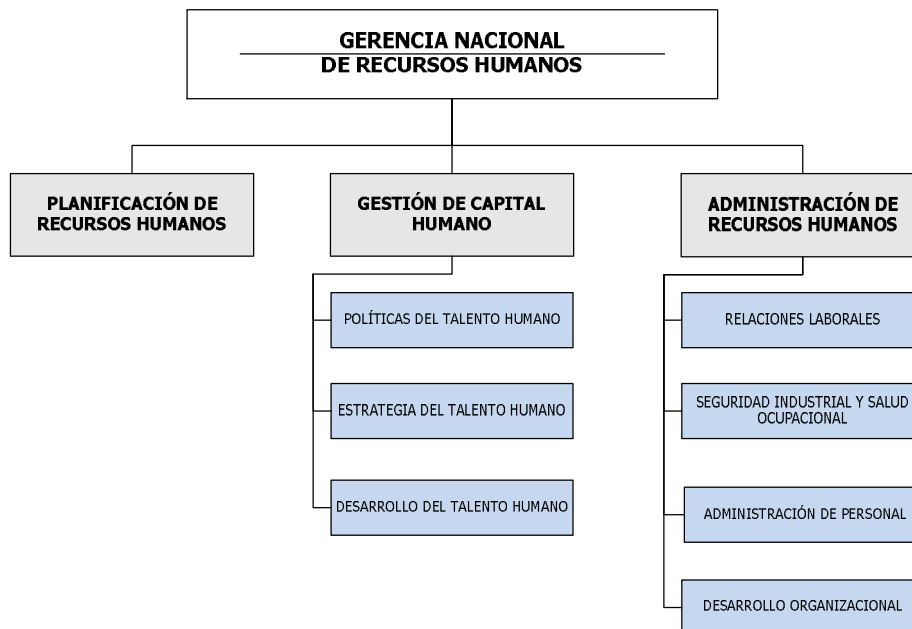 GERENCIA NACIONAL
DE RECURSOS HUMANOS
PLANIFICACIÓN DE
RECURSOS HUMANOS
GESTIÓN DE CAPITAL
HUMANO
ADMINISTRACIÓN DE
RECURSOS HUMANOS
POLÍTICAS DEL TALENTO HUMANO
ESTRATEGIA DEL TALENTO HUMANO
DESARROLLO DEL TALENTO HUMANO
RELACIONES LABORALES
SEGURIDAD INDUSTRIAL Y SALUD
OCUPACIONAL
ADMINISTRACIÓN DE PERSONAL
DESARROLLO ORGANIZACIONAL